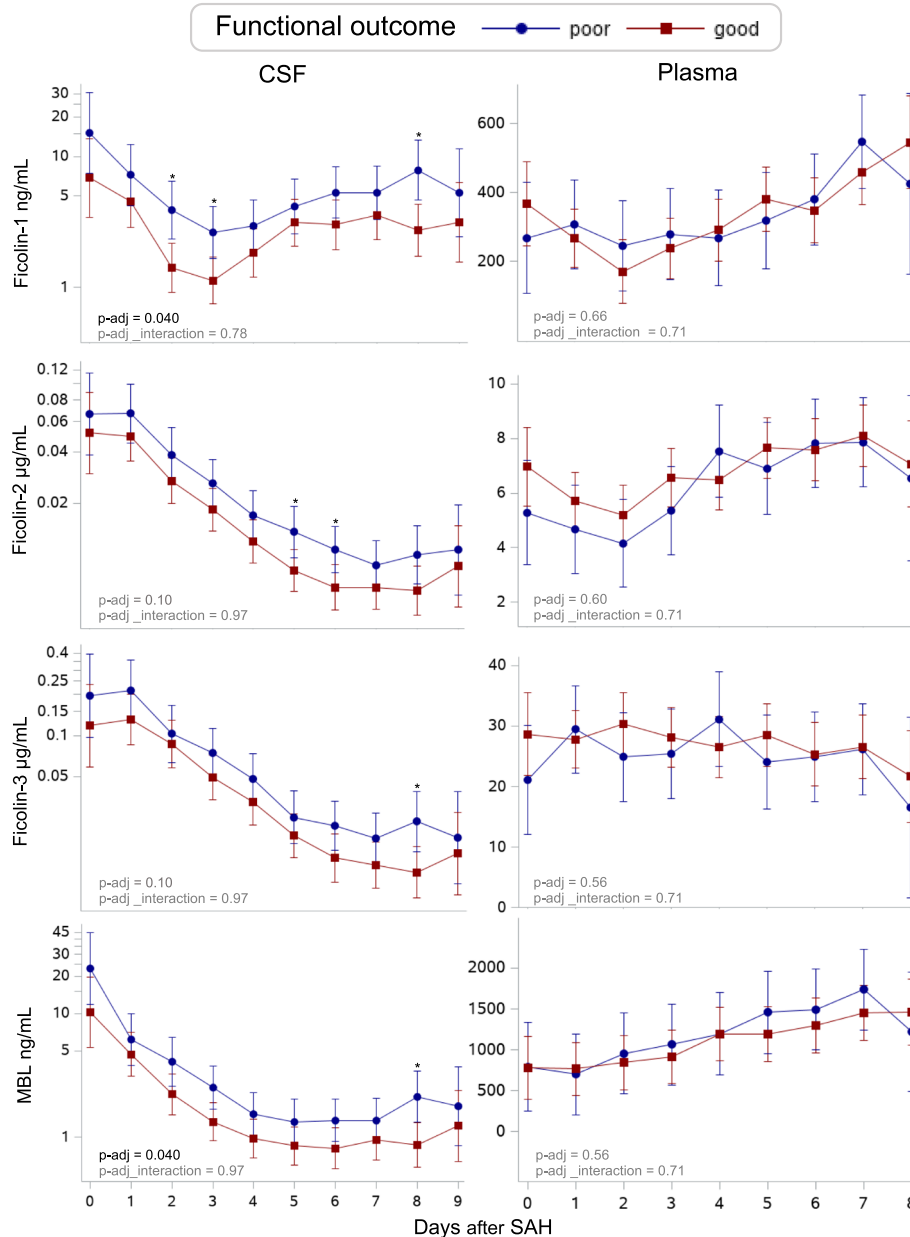 Functional outcome poor good
CSF
Plasma
Ficolin-1 ng/mL
30
20
10
5
1
* * *
p-adj = 0.040
p-adj _interaction = 0.78
600
400
200
p-adj = 0.66
p-adj _interaction = 0.71
Ficolin-2 µg/mL
0.12
0.08
0.06
0.04
0.02
* *
p-adj = 0.10
p-adj _interaction = 0.97
10
8
6
4
2
p-adj = 0.60
p-adj _interaction = 0.71
Ficolin-3 µg/mL
0.4
0.25
0.15
0.1
0.05
*
p-adj = 0.10
p-adj _interaction = 0.97
40
30
20
10
0
p-adj = 0.56
p-adj _interaction = 0.71
MBL ng/mL
45
30
20
10
5
1
*
p-adj = 0.040
p-adj_interaction = 0.97
2000
1500
1000
500
0
p-adj = 0.56
p-adj_interaction = 0.71
0 1 2 3 4 5 6 7 8 9
0 1 2 3 4 5 6 7 8
Days after SAH